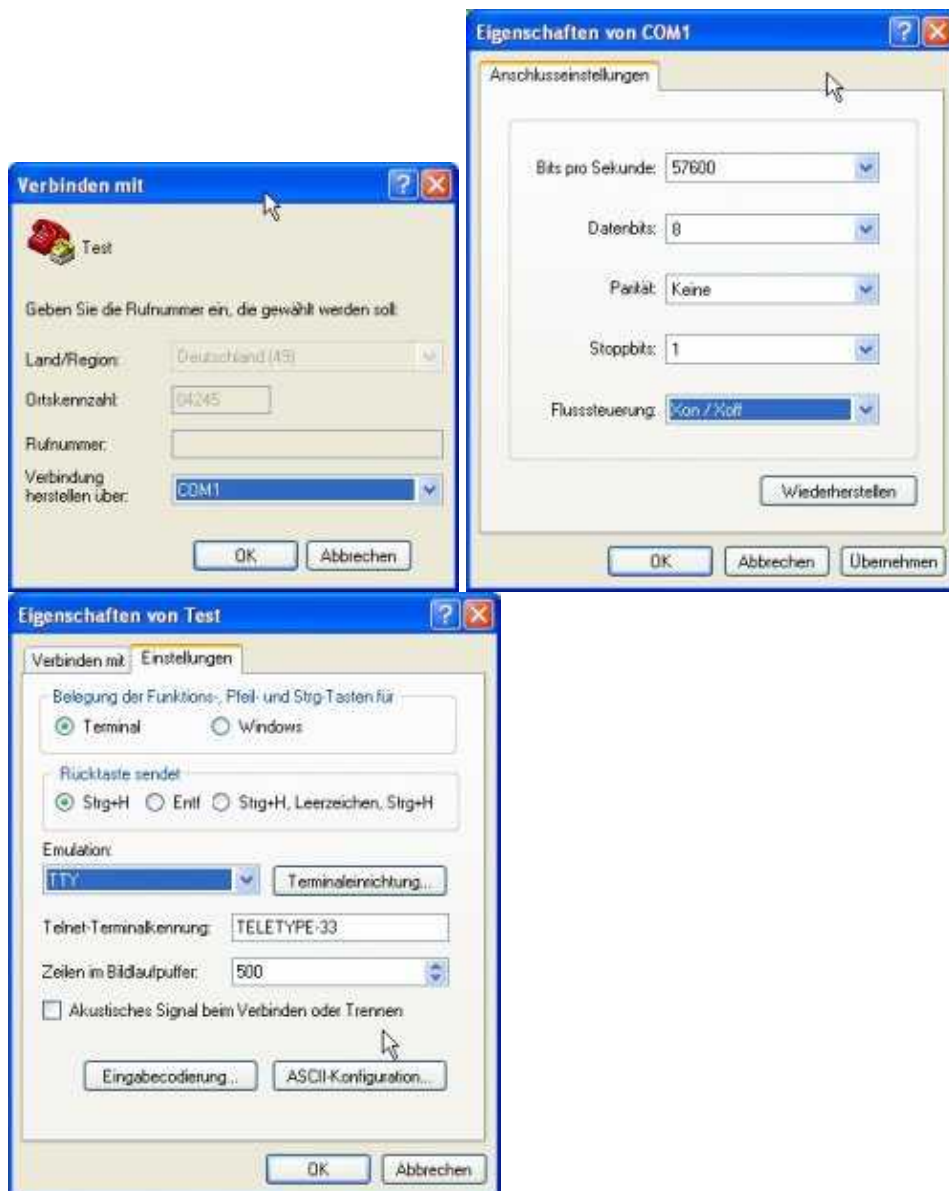 Verbinden mit
Test
Geben Sie die Rufnummer ein, die gewählt werden soll:
Land/Region: Deutschland (49)
Ortskennzahl: 04245
Rufnummer:
Verbindung
herstellen über: COM1
OK Abbrechen
Eigenschaften von COM1
Anschlusseinstellungen
Bits pro Sekunde: 57600
Datenbits: 8
Parität: Keine
Stoppbits: 1
Flusssteuerung: Xon / Xoff
Wiederherstellen
OK Abbrechen Übernehmen
Eigenschaften von Test
Verbinden mit Einstellungen
Belegung der Funktions-, Pfeil- und Strg-Tasten für
Terminal Windows
Rücktaste sendet
Strg+H Entf Strg+H, Leerzeichen, Strg+H
Emulation:
TTY Terminaleinrichtung...
Telnet-Terminalkennung: TELETYPE-33
Zeilen im Bildlaufpuffer: 500
Akustisches Signal beim Verbinden oder Trennen
Eingabecodierung... ASCII-Konfiguration...
OK Abbrechen